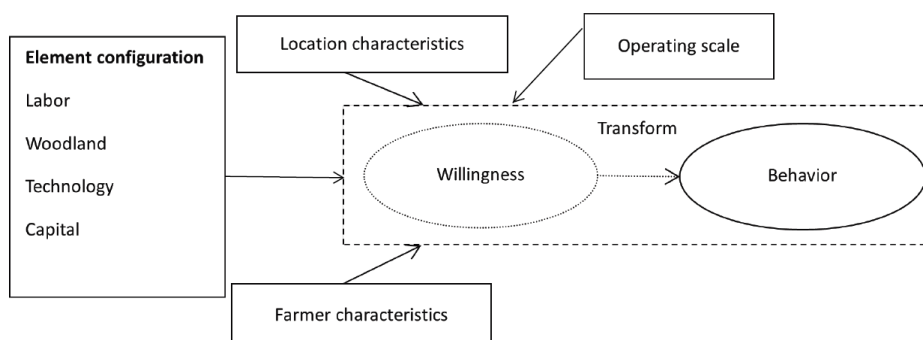 Element configuration
Labor
Woodland
Technology
Capital
Location characteristics
Operating scale
Transform
Willingness
Behavior
Farmer characteristics